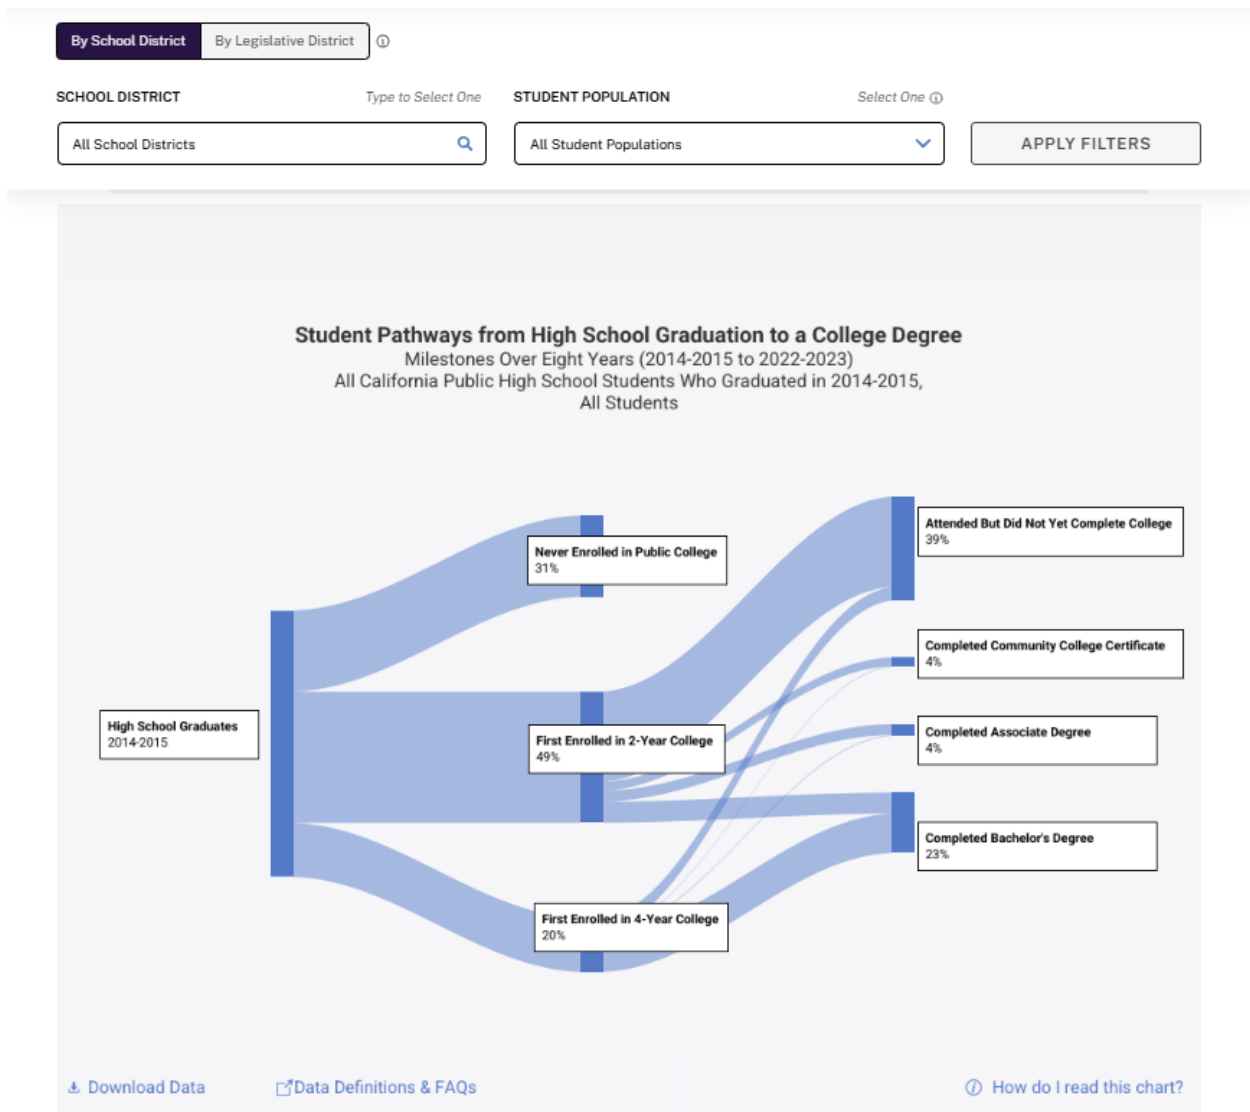 By School District By Legislative District
SCHOOL DISTRICT Type to Select One STUDENT POPULATION Select One
All School Districts All Student Populations APPLY FILTERS
Student Pathways from High School Graduation to a College Degree
Milestones Over Eight Years (2014-2015 to 2022-2023)
All California Public High School Students Who Graduated in 2014-2015,
All Students
High School Graduates
2014-2015
Never Enrolled in Public College
31%
First Enrolled in 2-Year College
49%
First Enrolled in 4-Year College
20%
Attended But Did Not Yet Complete College
39%
Completed Community College Certificate
4%
Completed Associate Degree
4%
Completed Bachelor's Degree
23%
Download Data Data Definitions & FAQs How do I read this chart?